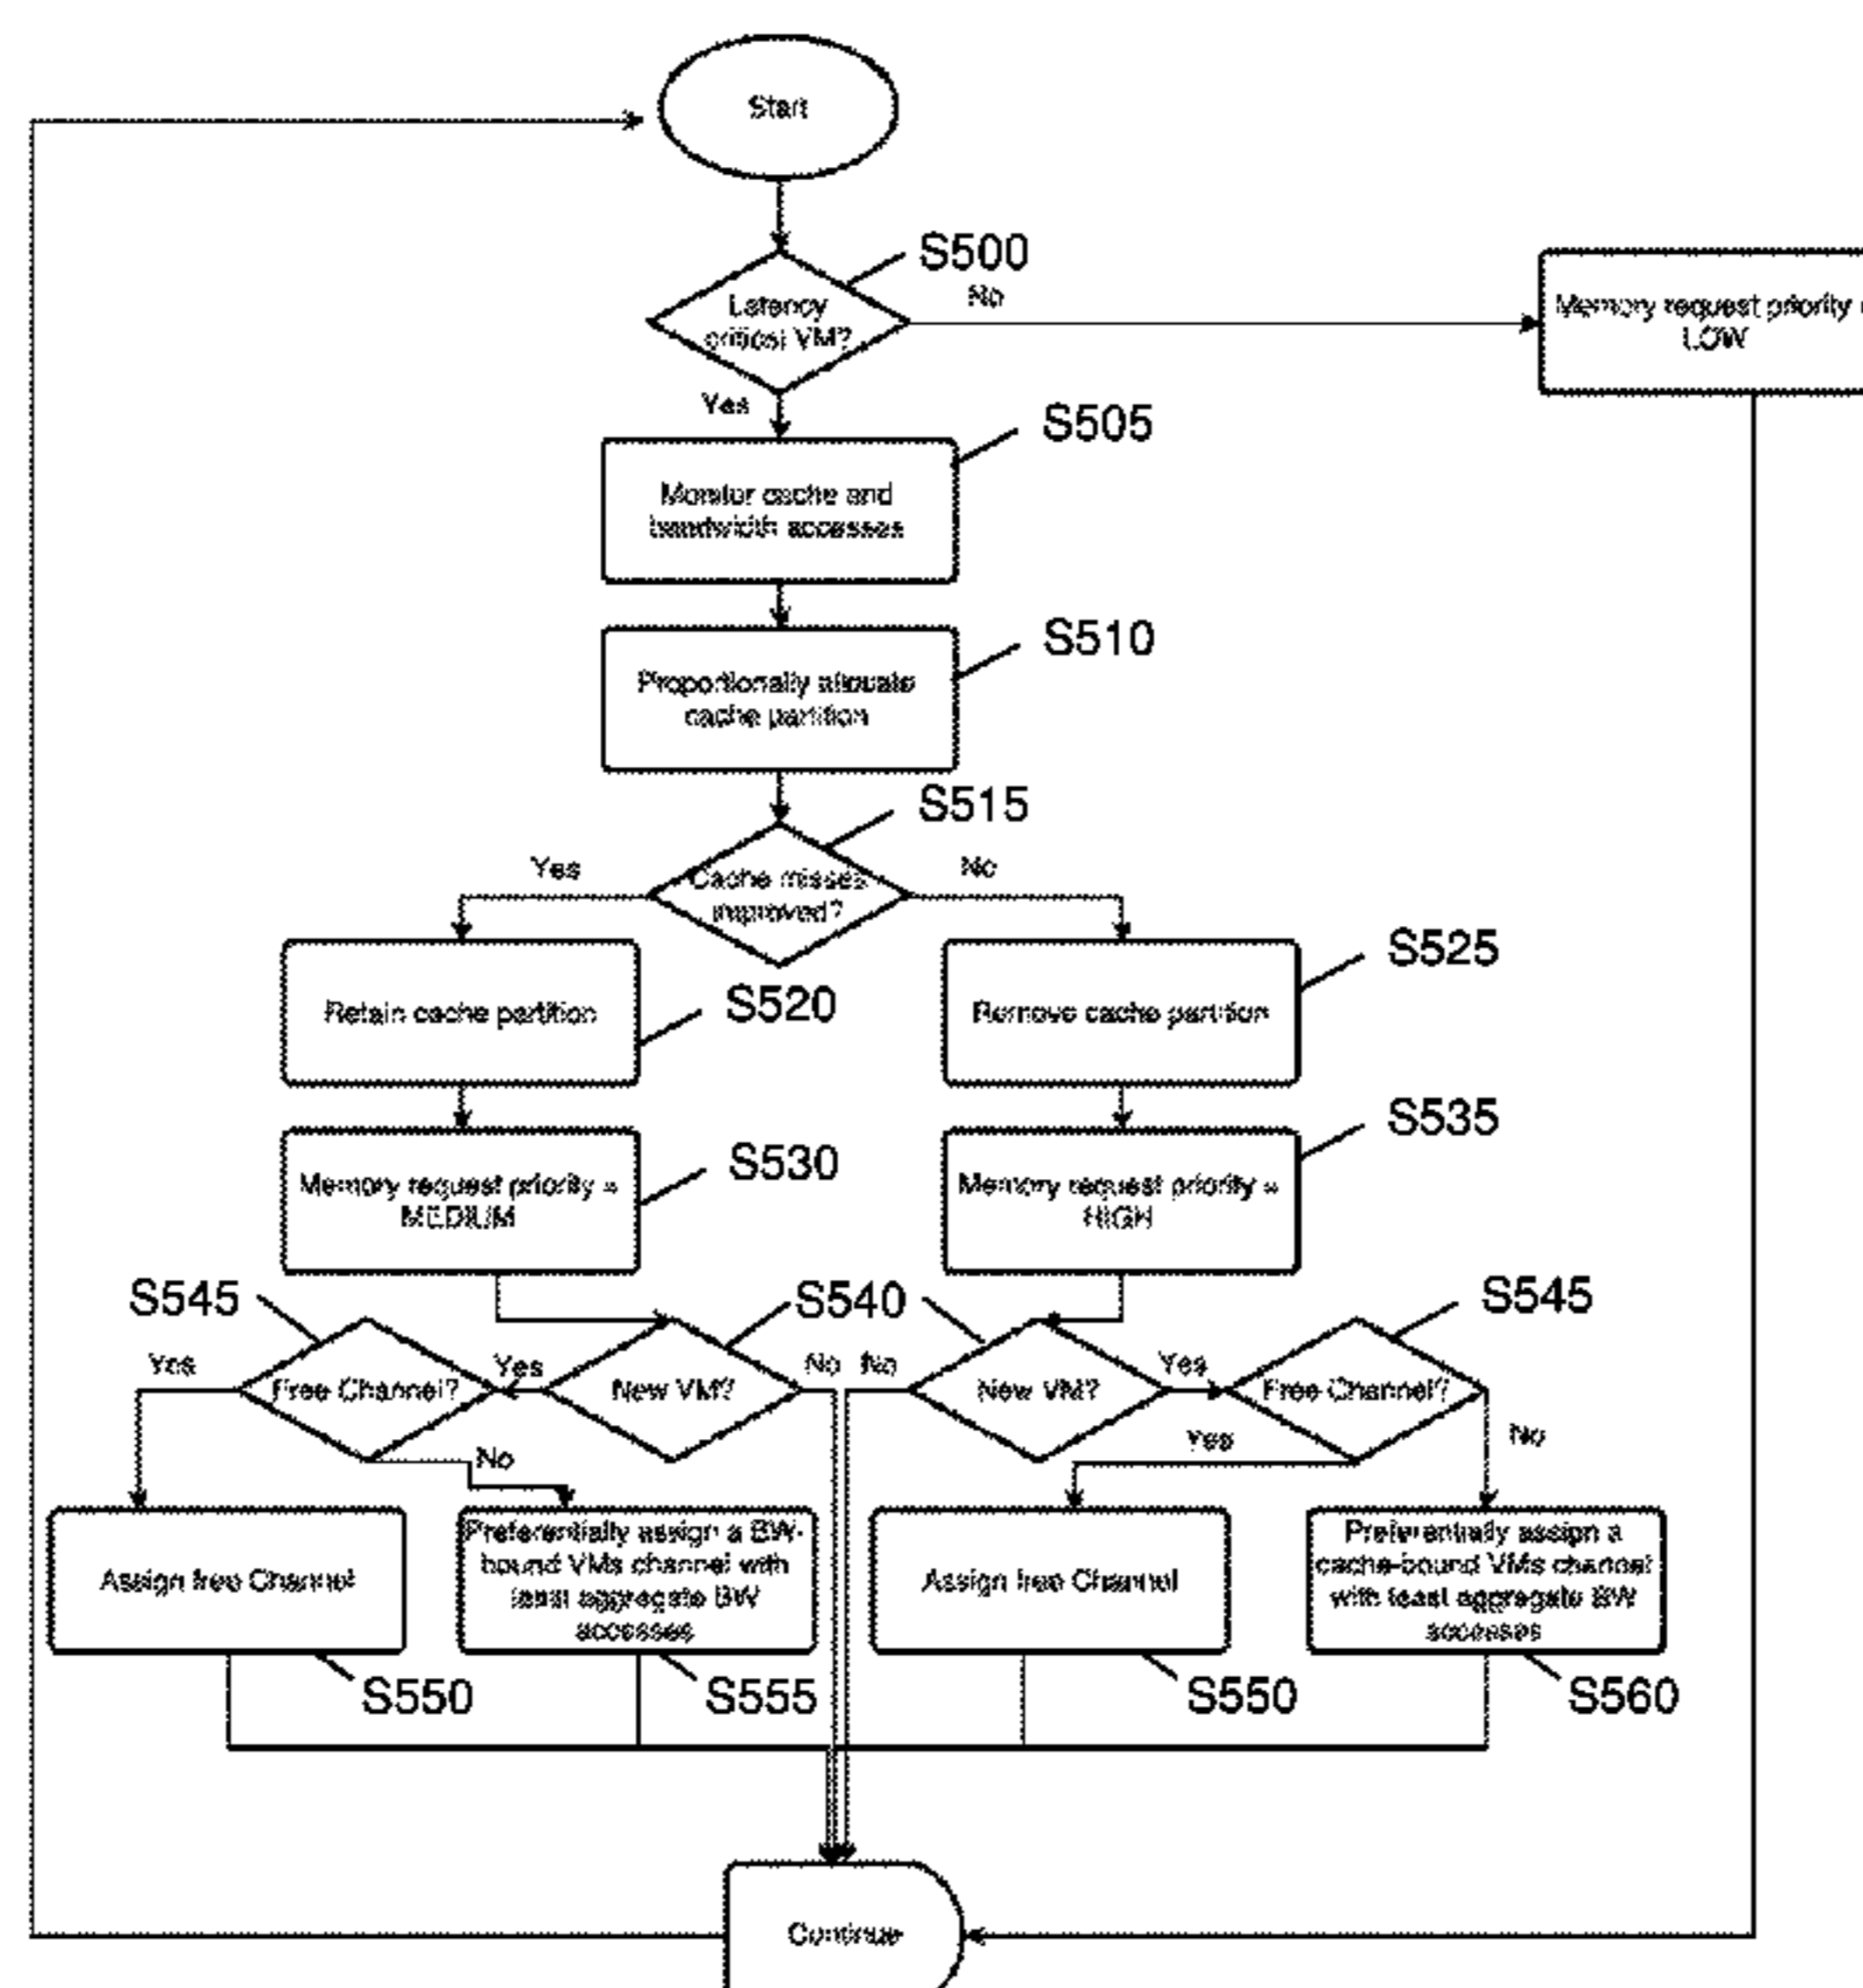 Start
S500
No
Latency
critical VM?
Memory request priority
LOW
Yes
S505
Monitor cache and
bandwidth accesses
S510
Proportionally allocate
cache partition
S515
Yes
No
Cache misses
improved?
S525
Retain cache partition
S520
Remove cache partition
S535
S530
Memory request priority =
MEDIUM
Memory request priority =
HIGH
S545
S540
S545
Yes
Free Channel?
Yes
New VM?
No
No
New VM?
Yes
Free Channel?
No
Yes
No
Assign free Channel
Preferentially assign a BW-
bound VMs channel with
least aggregate BW
accesses
Assign free Channel
Preferentially assign a
cache-bound VMs channel
with least aggregate BW
accesses
S550
S555
S550
S560
Continue